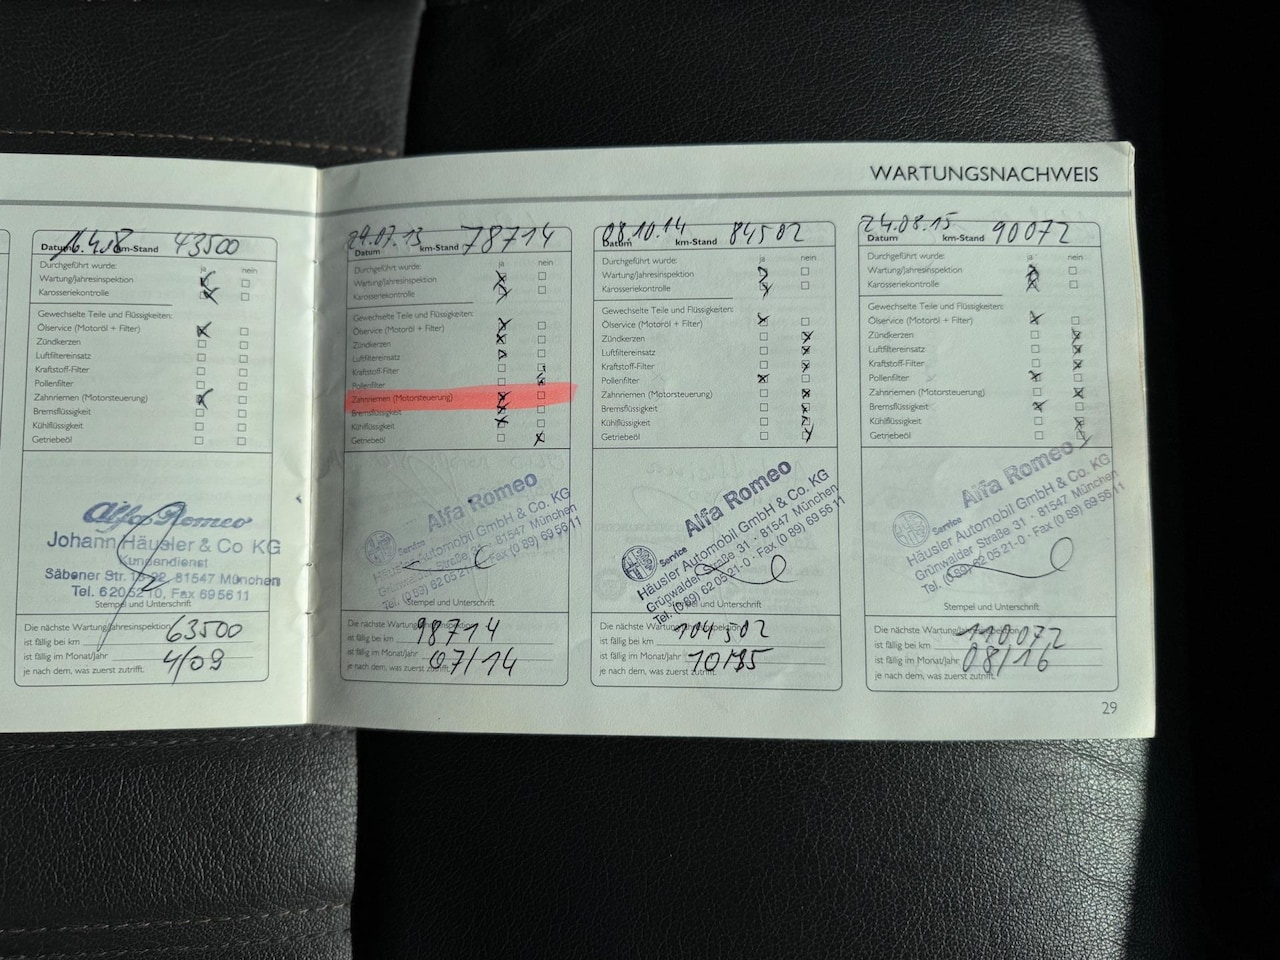 WARTUNGSNACHWEIS
Datum 16.4.08 km-Stand 43500
Durchgeführt wurde: ja nein
Wartung/Jahresinspektion
Karosseriekontrolle
Gewechselte Teile und Flüssigkeiten:
Ölservice (Motoröl + Filter)
Zündkerzen
Luftfiltereinsatz
Kraftstoff-Filter
Pollenfilter
Zahnriemen (Motorsteuerung)
Bremsflüssigkeit
Kühlflüssigkeit
Getriebeöl
Alfa Romeo
Johann Häusler & Co KG
Kundendienst
Säbener Str. 81547 München
Tel. 6205210, Fax 695611
Stempel und Unterschrift
Die nächste Wartung/Jahresinspektion
ist fällig bei km 63500
ist fällig im Monat/Jahr 4/09
je nach dem, was zuerst zutrifft.
Datum 29.07.13 km-Stand 78714
Durchgeführt wurde: ja nein
Wartung/Jahresinspektion
Karosseriekontrolle
Gewechselte Teile und Flüssigkeiten:
Ölservice (Motoröl + Filter)
Zündkerzen
Luftfiltereinsatz
Kraftstoff-Filter
Pollenfilter
Zahnriemen (Motorsteuerung)
Bremsflüssigkeit
Kühlflüssigkeit
Getriebeöl
Service Alfa Romeo
Häusler Automobil GmbH & Co. KG
Grünwalder Straße 31 · 81547 München
Tel. (0 89) 62 05 21-0 · Fax (0 89) 69 56 11
Stempel und Unterschrift
Die nächste Wartung/Jahresinspektion
ist fällig bei km 98714
ist fällig im Monat/Jahr 07/14
je nach dem, was zuerst zutrifft.
Datum 08.10.14 km-Stand 84502
Durchgeführt wurde: ja nein
Wartung/Jahresinspektion
Karosseriekontrolle
Gewechselte Teile und Flüssigkeiten:
Ölservice (Motoröl + Filter)
Zündkerzen
Luftfiltereinsatz
Kraftstoff-Filter
Pollenfilter
Zahnriemen (Motorsteuerung)
Bremsflüssigkeit
Kühlflüssigkeit
Getriebeöl
Service Alfa Romeo
Häusler Automobil GmbH & Co. KG
Grünwalder Straße 31 · 81547 München
Tel. (0 89) 62 05 21-0 · Fax (0 89) 69 56 11
Stempel und Unterschrift
Die nächste Wartung/Jahresinspektion
ist fällig bei km 104502
ist fällig im Monat/Jahr
je nach dem, was zuerst zutrifft.
Datum 24.08.15 km-Stand 90072
Durchgeführt wurde: ja nein
Wartung/Jahresinspektion
Karosseriekontrolle
Gewechselte Teile und Flüssigkeiten:
Ölservice (Motoröl + Filter)
Zündkerzen
Luftfiltereinsatz
Kraftstoff-Filter
Pollenfilter
Zahnriemen (Motorsteuerung)
Bremsflüssigkeit
Kühlflüssigkeit
Getriebeöl
Service Alfa Romeo
Häusler Automobil GmbH & Co. KG
Grünwalder Straße 31 · 81547 München
Tel. (0 89) 62 05 21-0 · Fax (0 89) 69 56 11
Stempel und Unterschrift
Die nächste Wartung/Jahresinspektion
ist fällig bei km 110072
ist fällig im Monat/Jahr 08/16
je nach dem, was zuerst zutrifft.
29